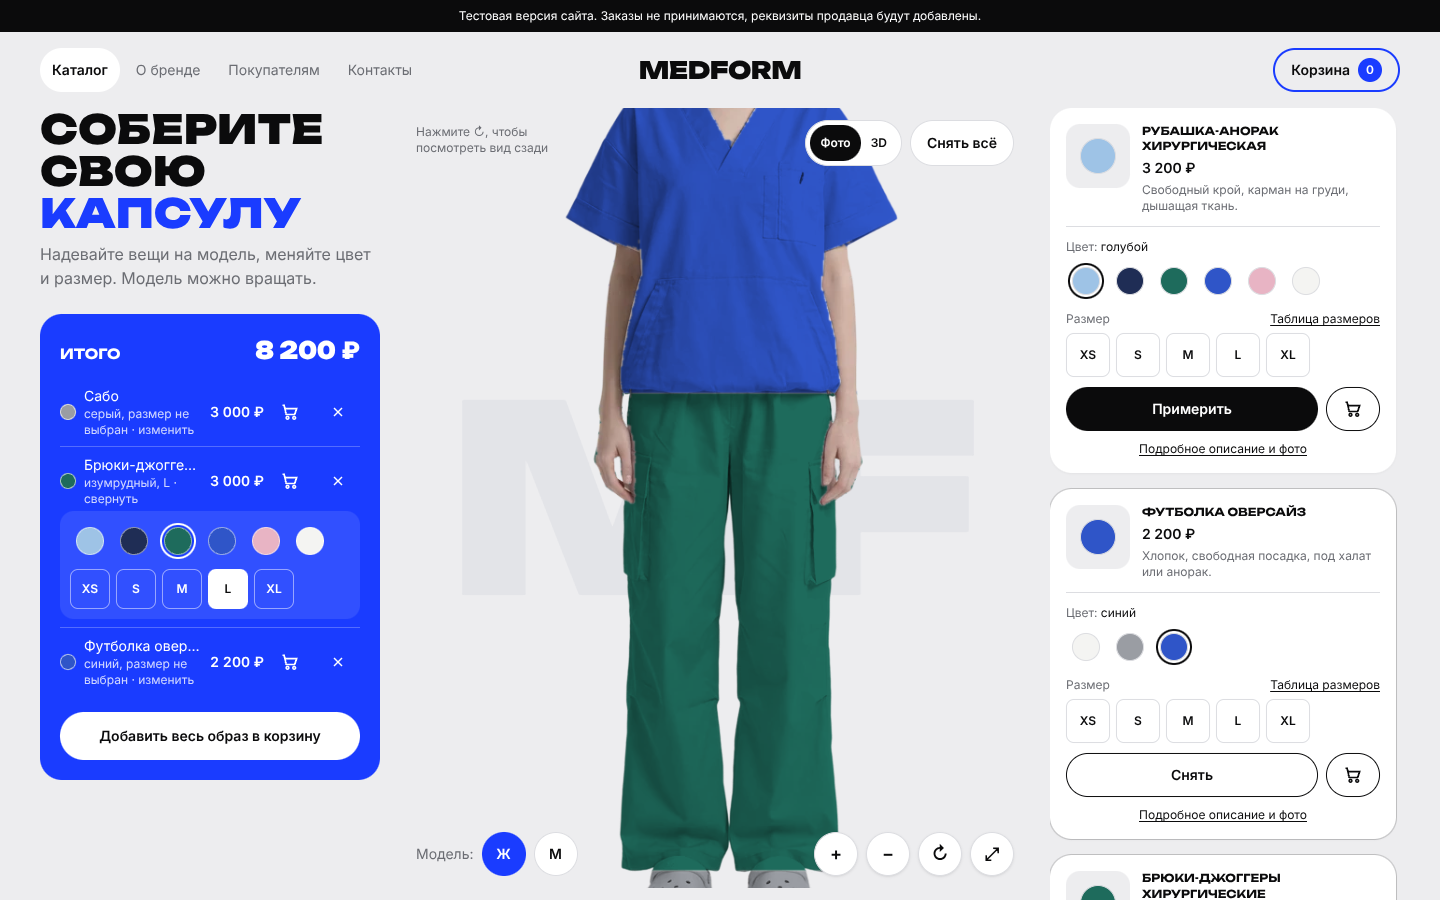 Тестовая версия сайта. Заказы не принимаются, реквизиты продавца будут добавлены.
Каталог
О бренде
Покупателям
Контакты
MEDFORM
Корзина 0
СОБЕРИТЕ
СВОЮ
КАПСУЛУ
Надевайте вещи на модель, меняйте цвет
и размер. Модель можно вращать.
ИТОГО 8 200 ₽
Сабо
серый, размер не
выбран · изменить
3 000 ₽
×
Брюки-джогге...
изумрудный, L ·
свернуть
3 000 ₽
×
XS S M L XL
Футболка овер...
синий, размер не
выбран · изменить
2 200 ₽
×
Добавить весь образ в корзину
Нажмите ↻, чтобы
посмотреть вид сзади
Фото 3D
Снять всё
Модель: Ж М
+ − ↻ ⤢
РУБАШКА-АНОРАК
ХИРУРГИЧЕСКАЯ
3 200 ₽
Свободный крой, карман на груди,
дышащая ткань.
Цвет: голубой
Размер Таблица размеров
XS S M L XL
Примерить
Подробное описание и фото
ФУТБОЛКА ОВЕРСАЙЗ
2 200 ₽
Хлопок, свободная посадка, под халат
или анорак.
Цвет: синий
Размер Таблица размеров
XS S M L XL
Снять
Подробное описание и фото
БРЮКИ-ДЖОГГЕРЫ
ХИРУРГИЧЕСКИЕ